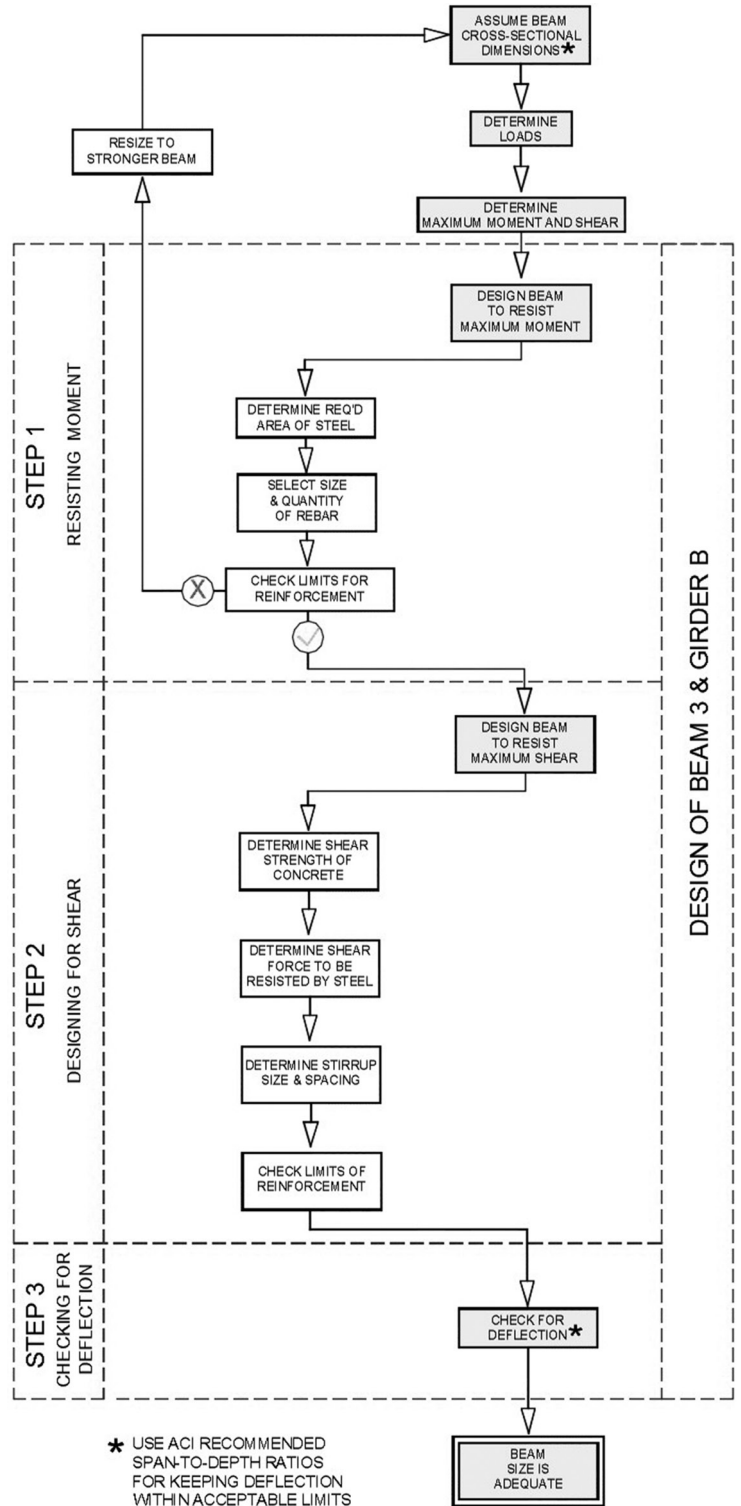 ASSUME BEAM
CROSS-SECTIONAL
DIMENSIONS*
DETERMINE
LOADS
RESIZE TO
STRONGER BEAM
DETERMINE
MAXIMUM MOMENT AND SHEAR
STEP 1
RESISTING MOMENT
DESIGN BEAM
TO RESIST
MAXIMUM MOMENT
DETERMINE REQ'D
AREA OF STEEL
SELECT SIZE
& QUANTITY
OF REBAR
CHECK LIMITS FOR
REINFORCEMENT
X
DESIGN OF BEAM 3 & GIRDER B
STEP 2
DESIGNING FOR SHEAR
DESIGN BEAM
TO RESIST
MAXIMUM SHEAR
DETERMINE SHEAR
STRENGTH OF
CONCRETE
DETERMINE SHEAR
FORCE TO BE
RESISTED BY STEEL
DETERMINE STIRRUP
SIZE & SPACING
CHECK LIMITS OF
REINFORCEMENT
STEP 3
CHECKING FOR
DEFLECTION
CHECK FOR
DEFLECTION*
* USE ACI RECOMMENDED
SPAN-TO-DEPTH RATIOS
FOR KEEPING DEFLECTION
WITHIN ACCEPTABLE LIMITS
BEAM
SIZE IS
ADEQUATE